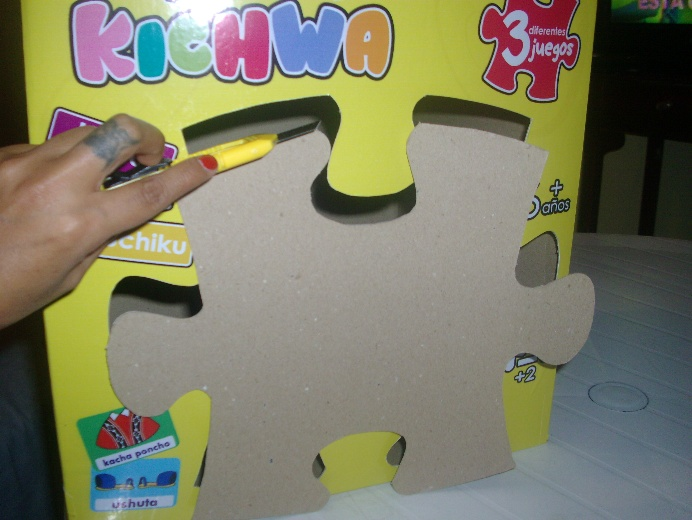 KICHWA
3 diferentes
juegos
+
años
chiku
+2
kacha poncho
ushuta